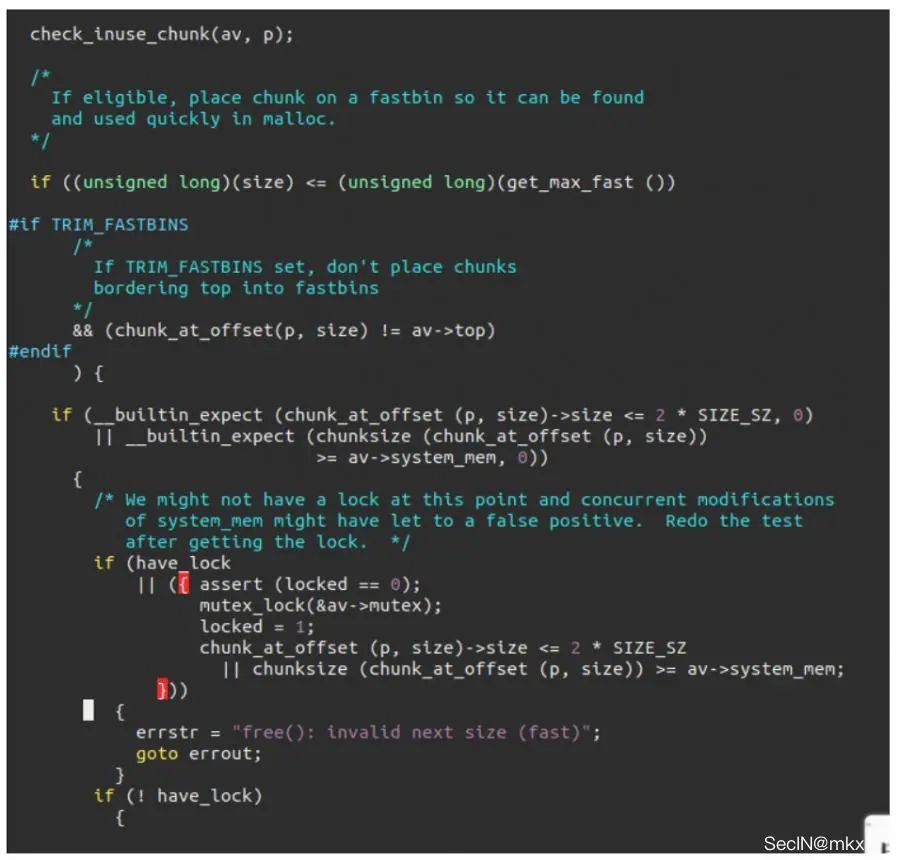 check_inuse_chunk(av, p);
/*
If eligible, place chunk on a fastbin so it can be found
and used quickly in malloc.
*/
if ((unsigned long)(size) <= (unsigned long)(get_max_fast ())
#if TRIM_FASTBINS
/*
If TRIM_FASTBINS set, don't place chunks
bordering top into fastbins
*/
&& (chunk_at_offset(p, size) != av->top)
#endif
) {
if (__builtin_expect (chunk_at_offset (p, size)->size <= 2 * SIZE_SZ, 0)
|| __builtin_expect (chunksize (chunk_at_offset (p, size))
>= av->system_mem, 0))
{
/* We might not have a lock at this point and concurrent modifications
of system_mem might have let to a false positive.  Redo the test
after getting the lock.  */
if (have_lock
|| ({ assert (locked == 0);
mutex_lock(&av->mutex);
locked = 1;
chunk_at_offset (p, size)->size <= 2 * SIZE_SZ
|| chunksize (chunk_at_offset (p, size)) >= av->system_mem;
}))
{
errstr = "free(): invalid next size (fast)";
goto errout;
}
if (! have_lock)
{
SecIN@mkx